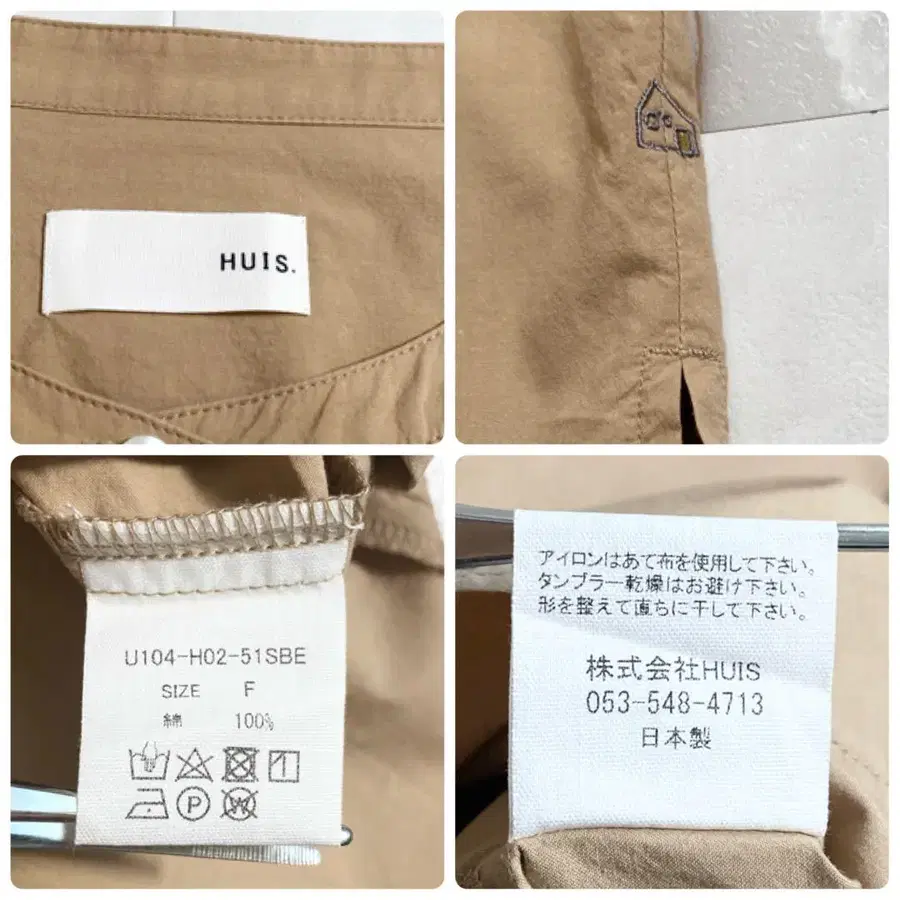 HUIS.
U104-H02-51SBE
SIZE F
綿 100%
P
W
アイロンはあて布を使用して下さい。
タンブラー乾燥はお避け下さい。
形を整えて直ちに干して下さい。
株式会社HUIS
053-548-4713
日本製